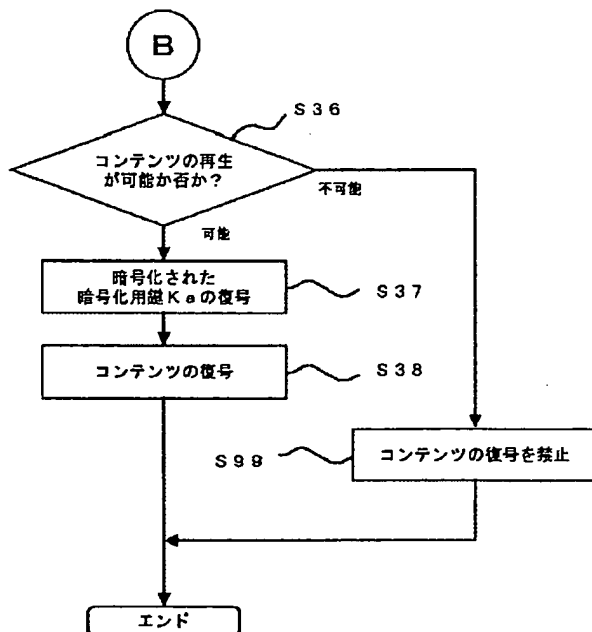 B
S36
コンテンツの再生
が可能か否か?
不可能
可能
暗号化された
暗号化用鍵Kaの復号
S37
コンテンツの復号
S38
S99
コンテンツの復号を禁止
エンド